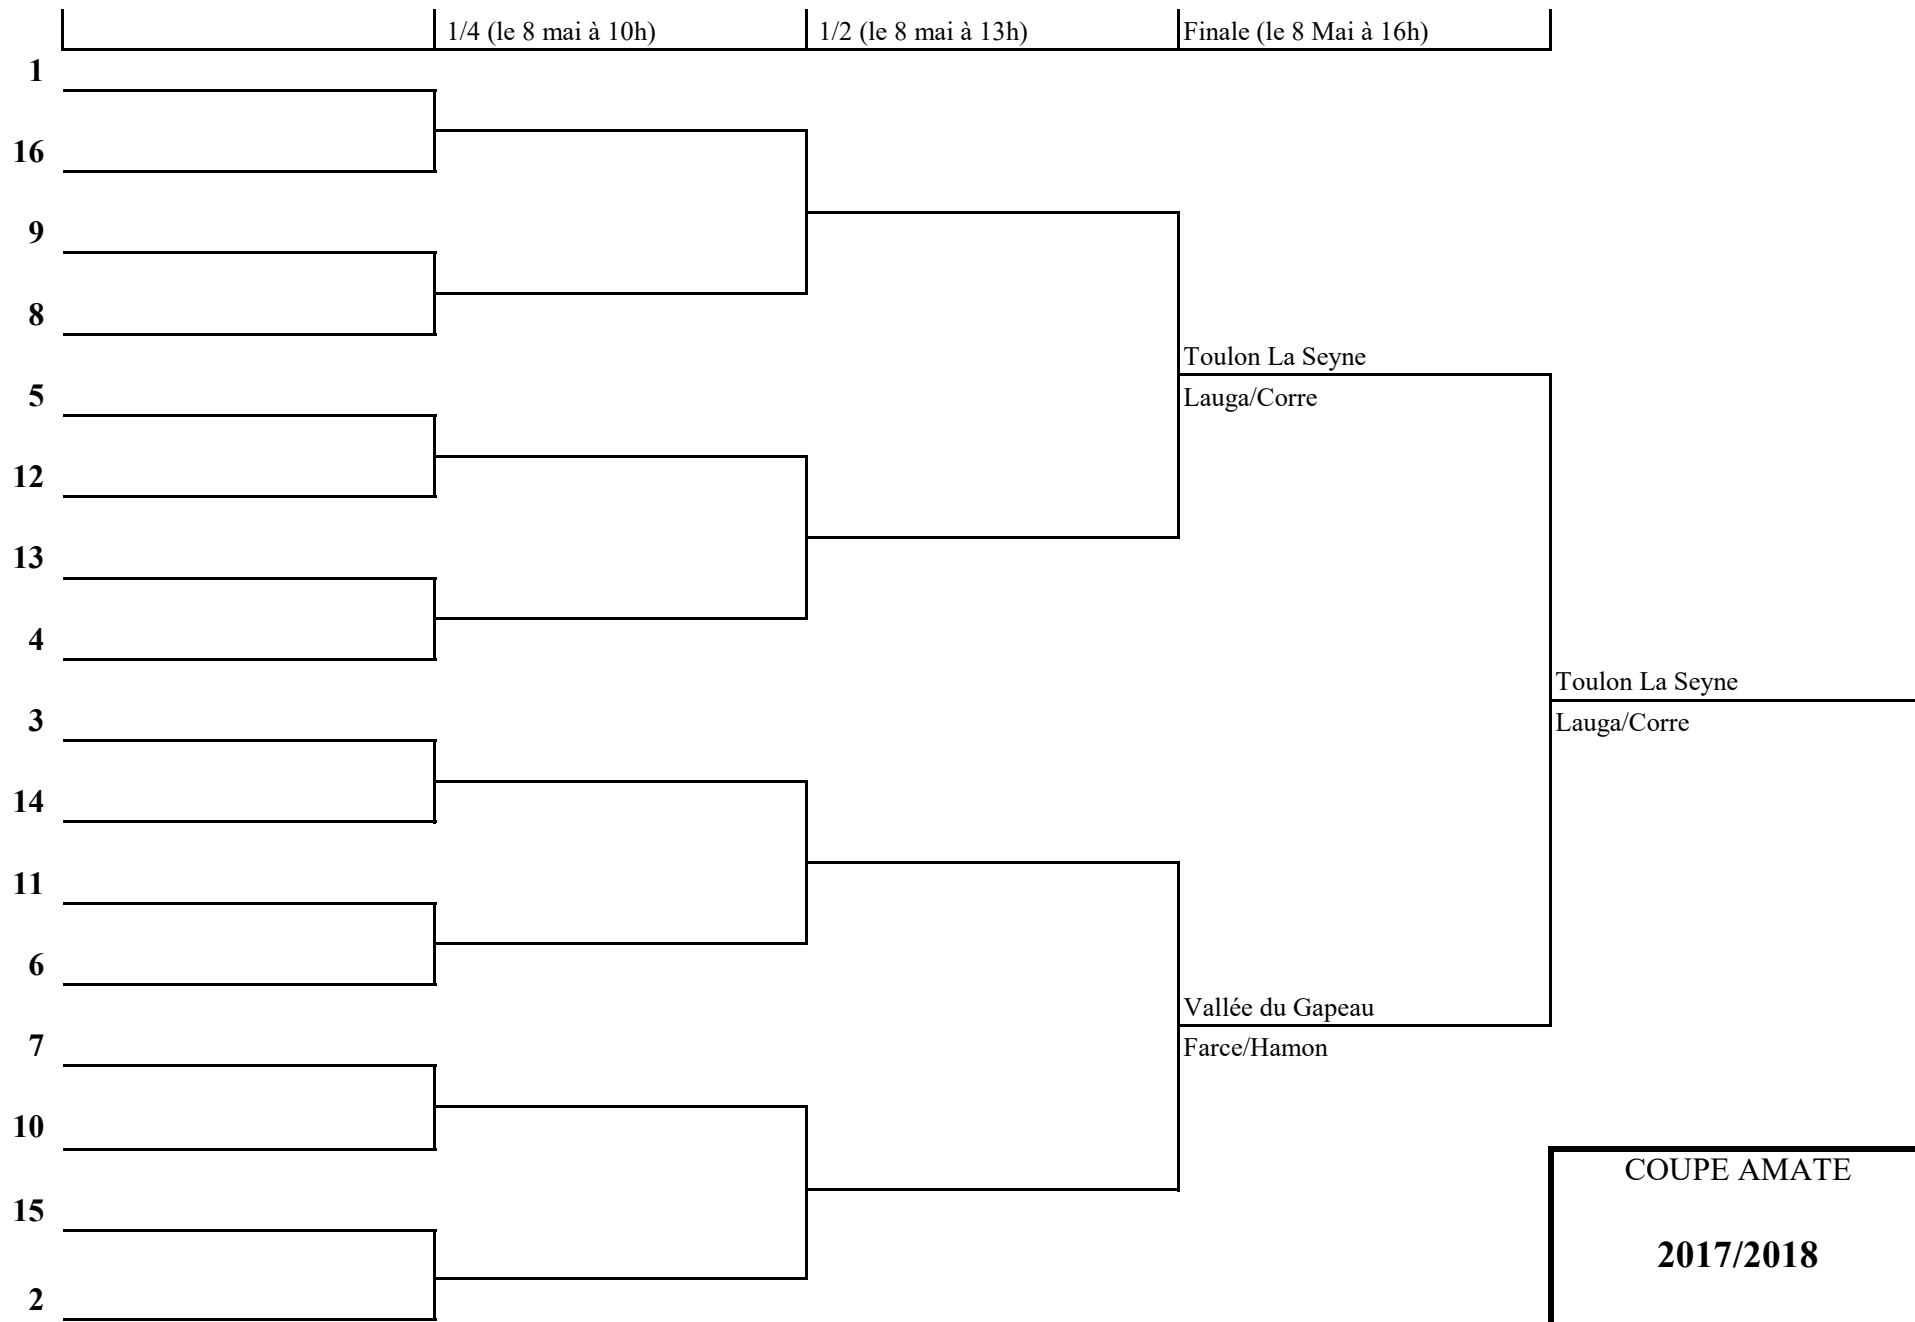 1/4 (le 8 mai à 10h)
1/2 (le 8 mai à 13h)
Finale (le 8 Mai à 16h)
1
16
9
8
Toulon La Seyne
5
Lauga/Corre
12
13
4
Toulon La Seyne
3
Lauga/Corre
14
11
6
Vallée du Gapeau
7
Farce/Hamon
10
COUPE AMATE
15
2017/2018
2